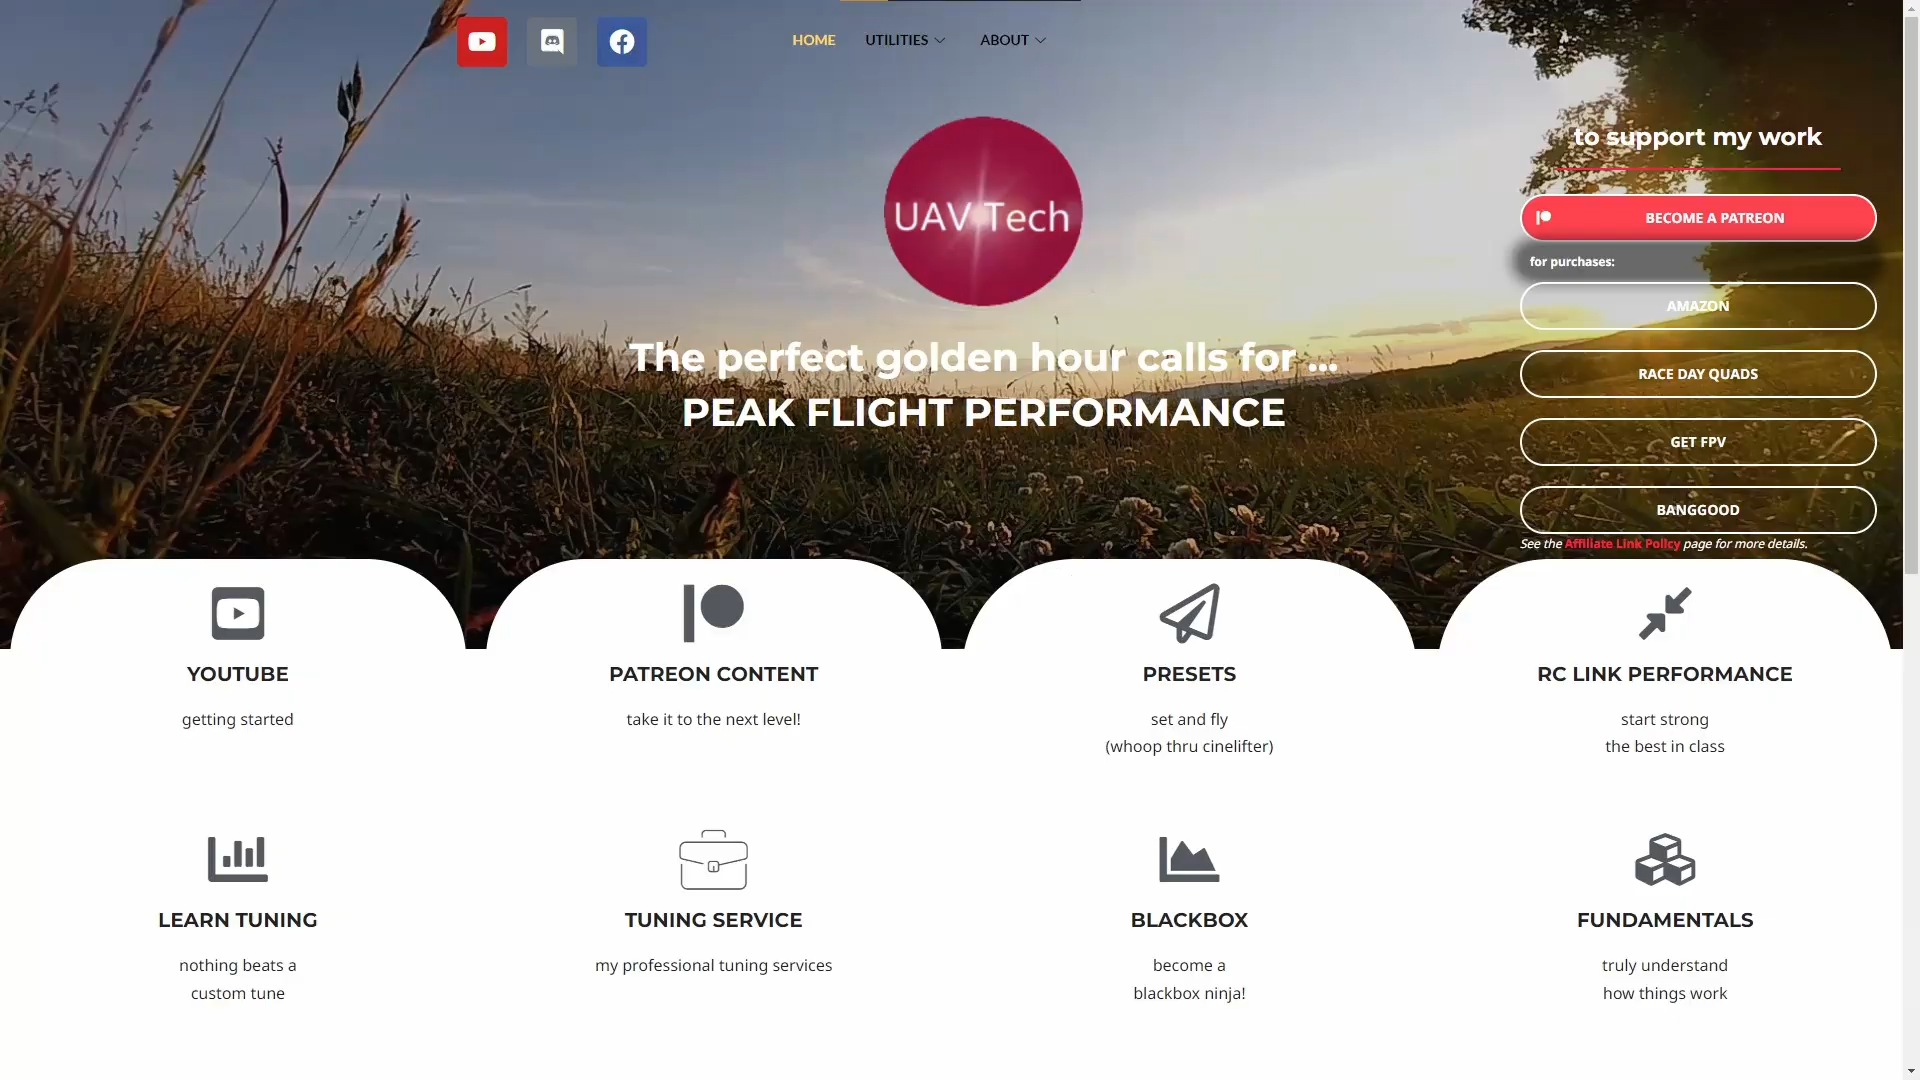 HOME
UTILITIES
ABOUT
UAV Tech
The perfect golden hour calls for ...
PEAK FLIGHT PERFORMANCE
to support my work
BECOME A PATREON
for purchases:
AMAZON
RACE DAY QUADS
GET FPV
BANGGOOD
See the Affiliate Link Policy page for more details.
YOUTUBE
getting started
PATREON CONTENT
take it to the next level!
PRESETS
set and fly
(whoop thru cinelifter)
RC LINK PERFORMANCE
start strong
the best in class
LEARN TUNING
nothing beats a
custom tune
TUNING SERVICE
my professional tuning services
BLACKBOX
become a
blackbox ninja!
FUNDAMENTALS
truly understand
how things work